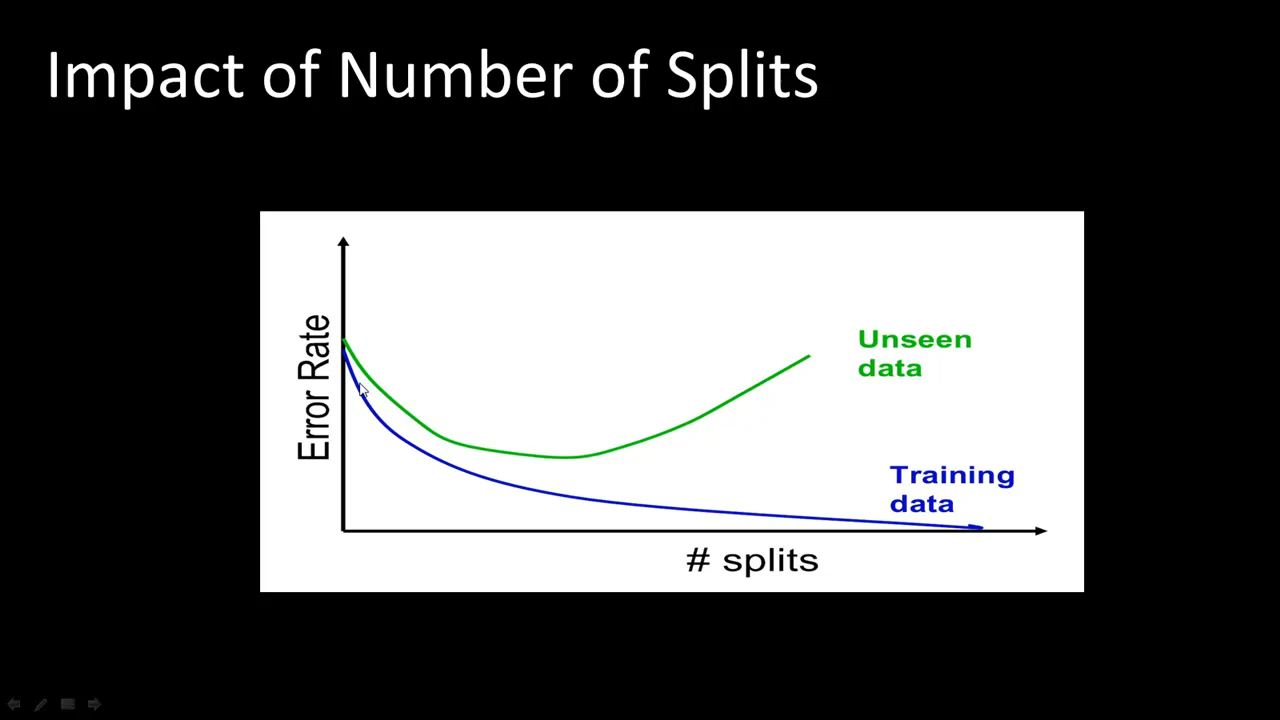 Impact of Number of Splits
Error Rate
Unseen
data
Training
data
# splits